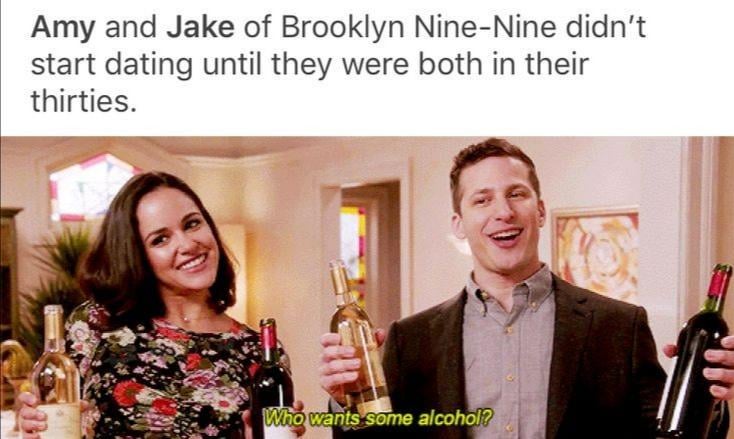 Amy and Jake of Brooklyn Nine-Nine didn't
start dating until they were both in their
thirties.
Who wants some alcohol?